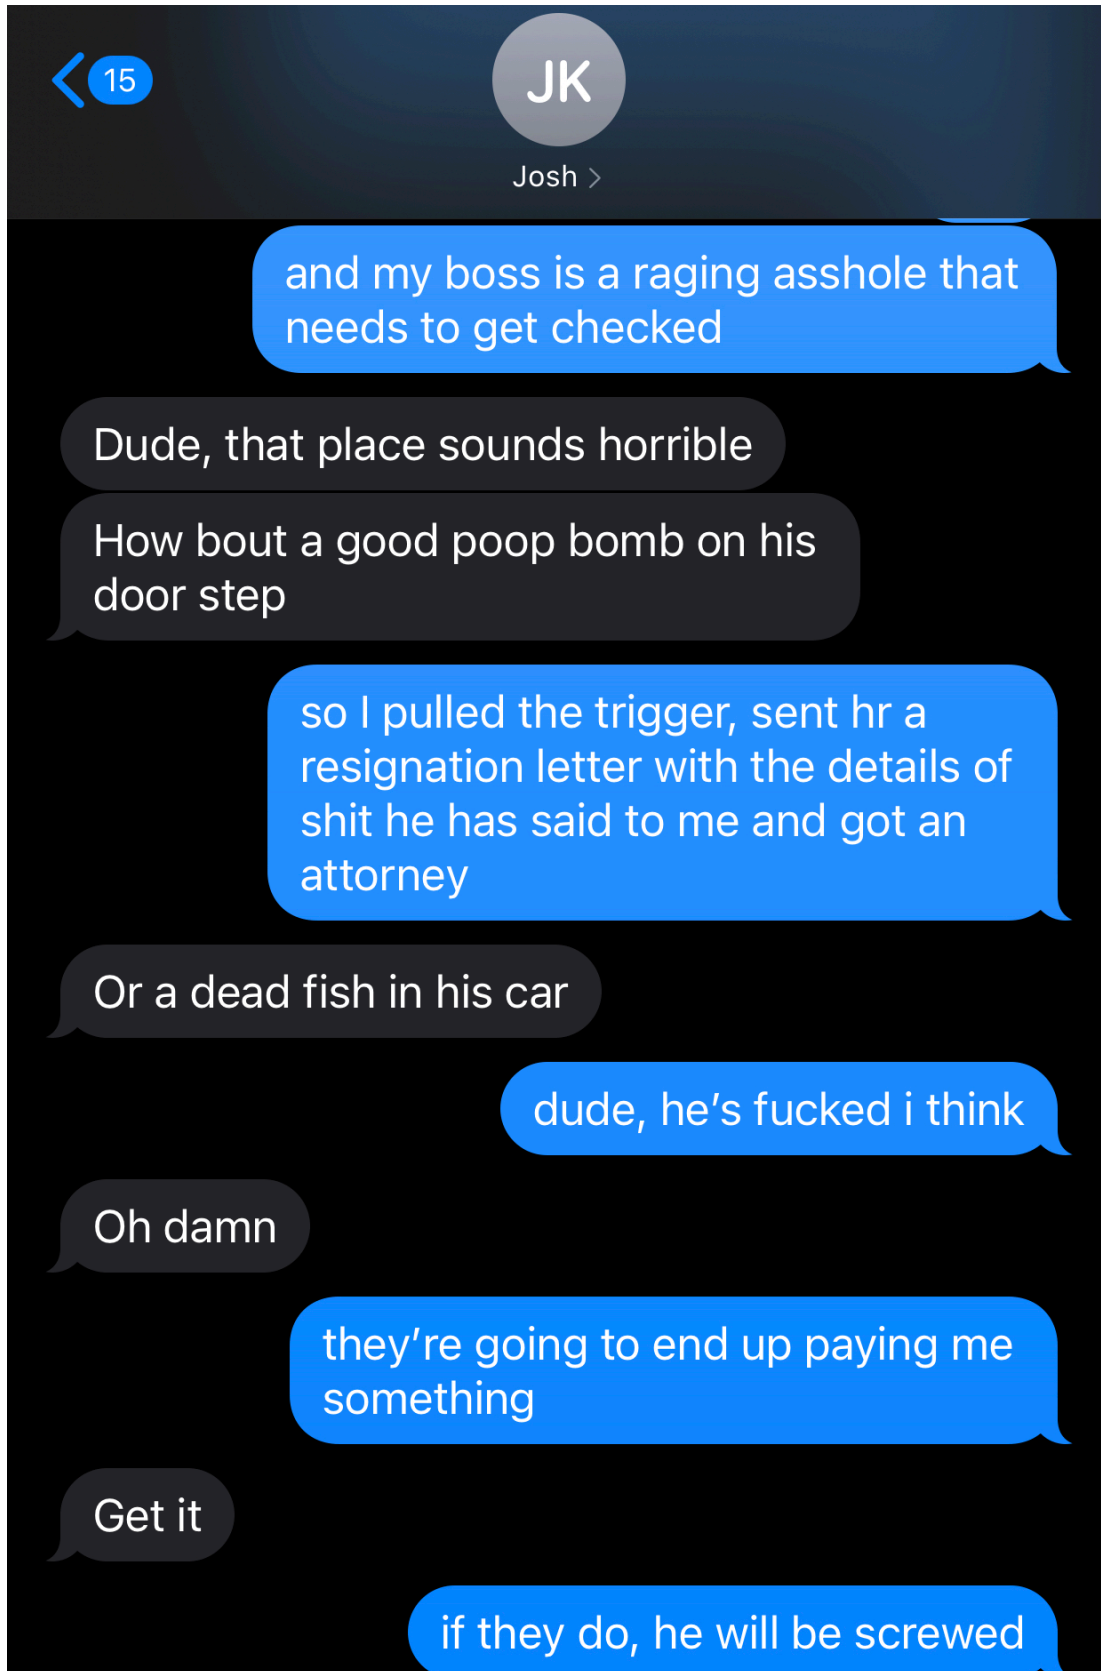 15
JK
Josh
and my boss is a raging asshole that
needs to get checked
Dude, that place sounds horrible
How bout a good poop bomb on his
door step
so I pulled the trigger, sent hr a
resignation letter with the details of
shit he has said to me and got an
attorney
Or a dead fish in his car
dude, he’s fucked i think
Oh damn
they’re going to end up paying me
something
Get it
if they do, he will be screwed